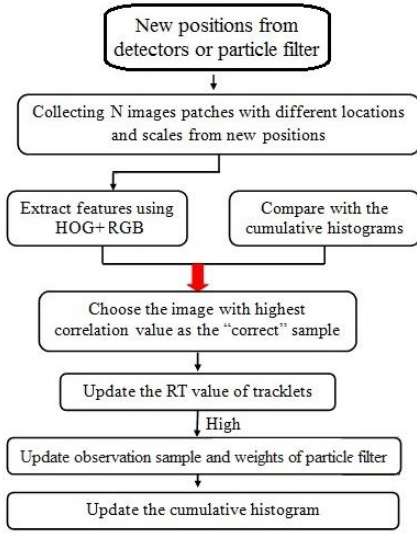 New positions from
detectors or particle filter
Collecting N images patches with different locations
and scales from new positions
Extract features using
HOG+ RGB
Compare with the
cumulative histograms
Choose the image with highest
correlation value as the “correct” sample
Update the RT value of tracklets
High
Update observation sample and weights of particle filter
Update the cumulative histogram